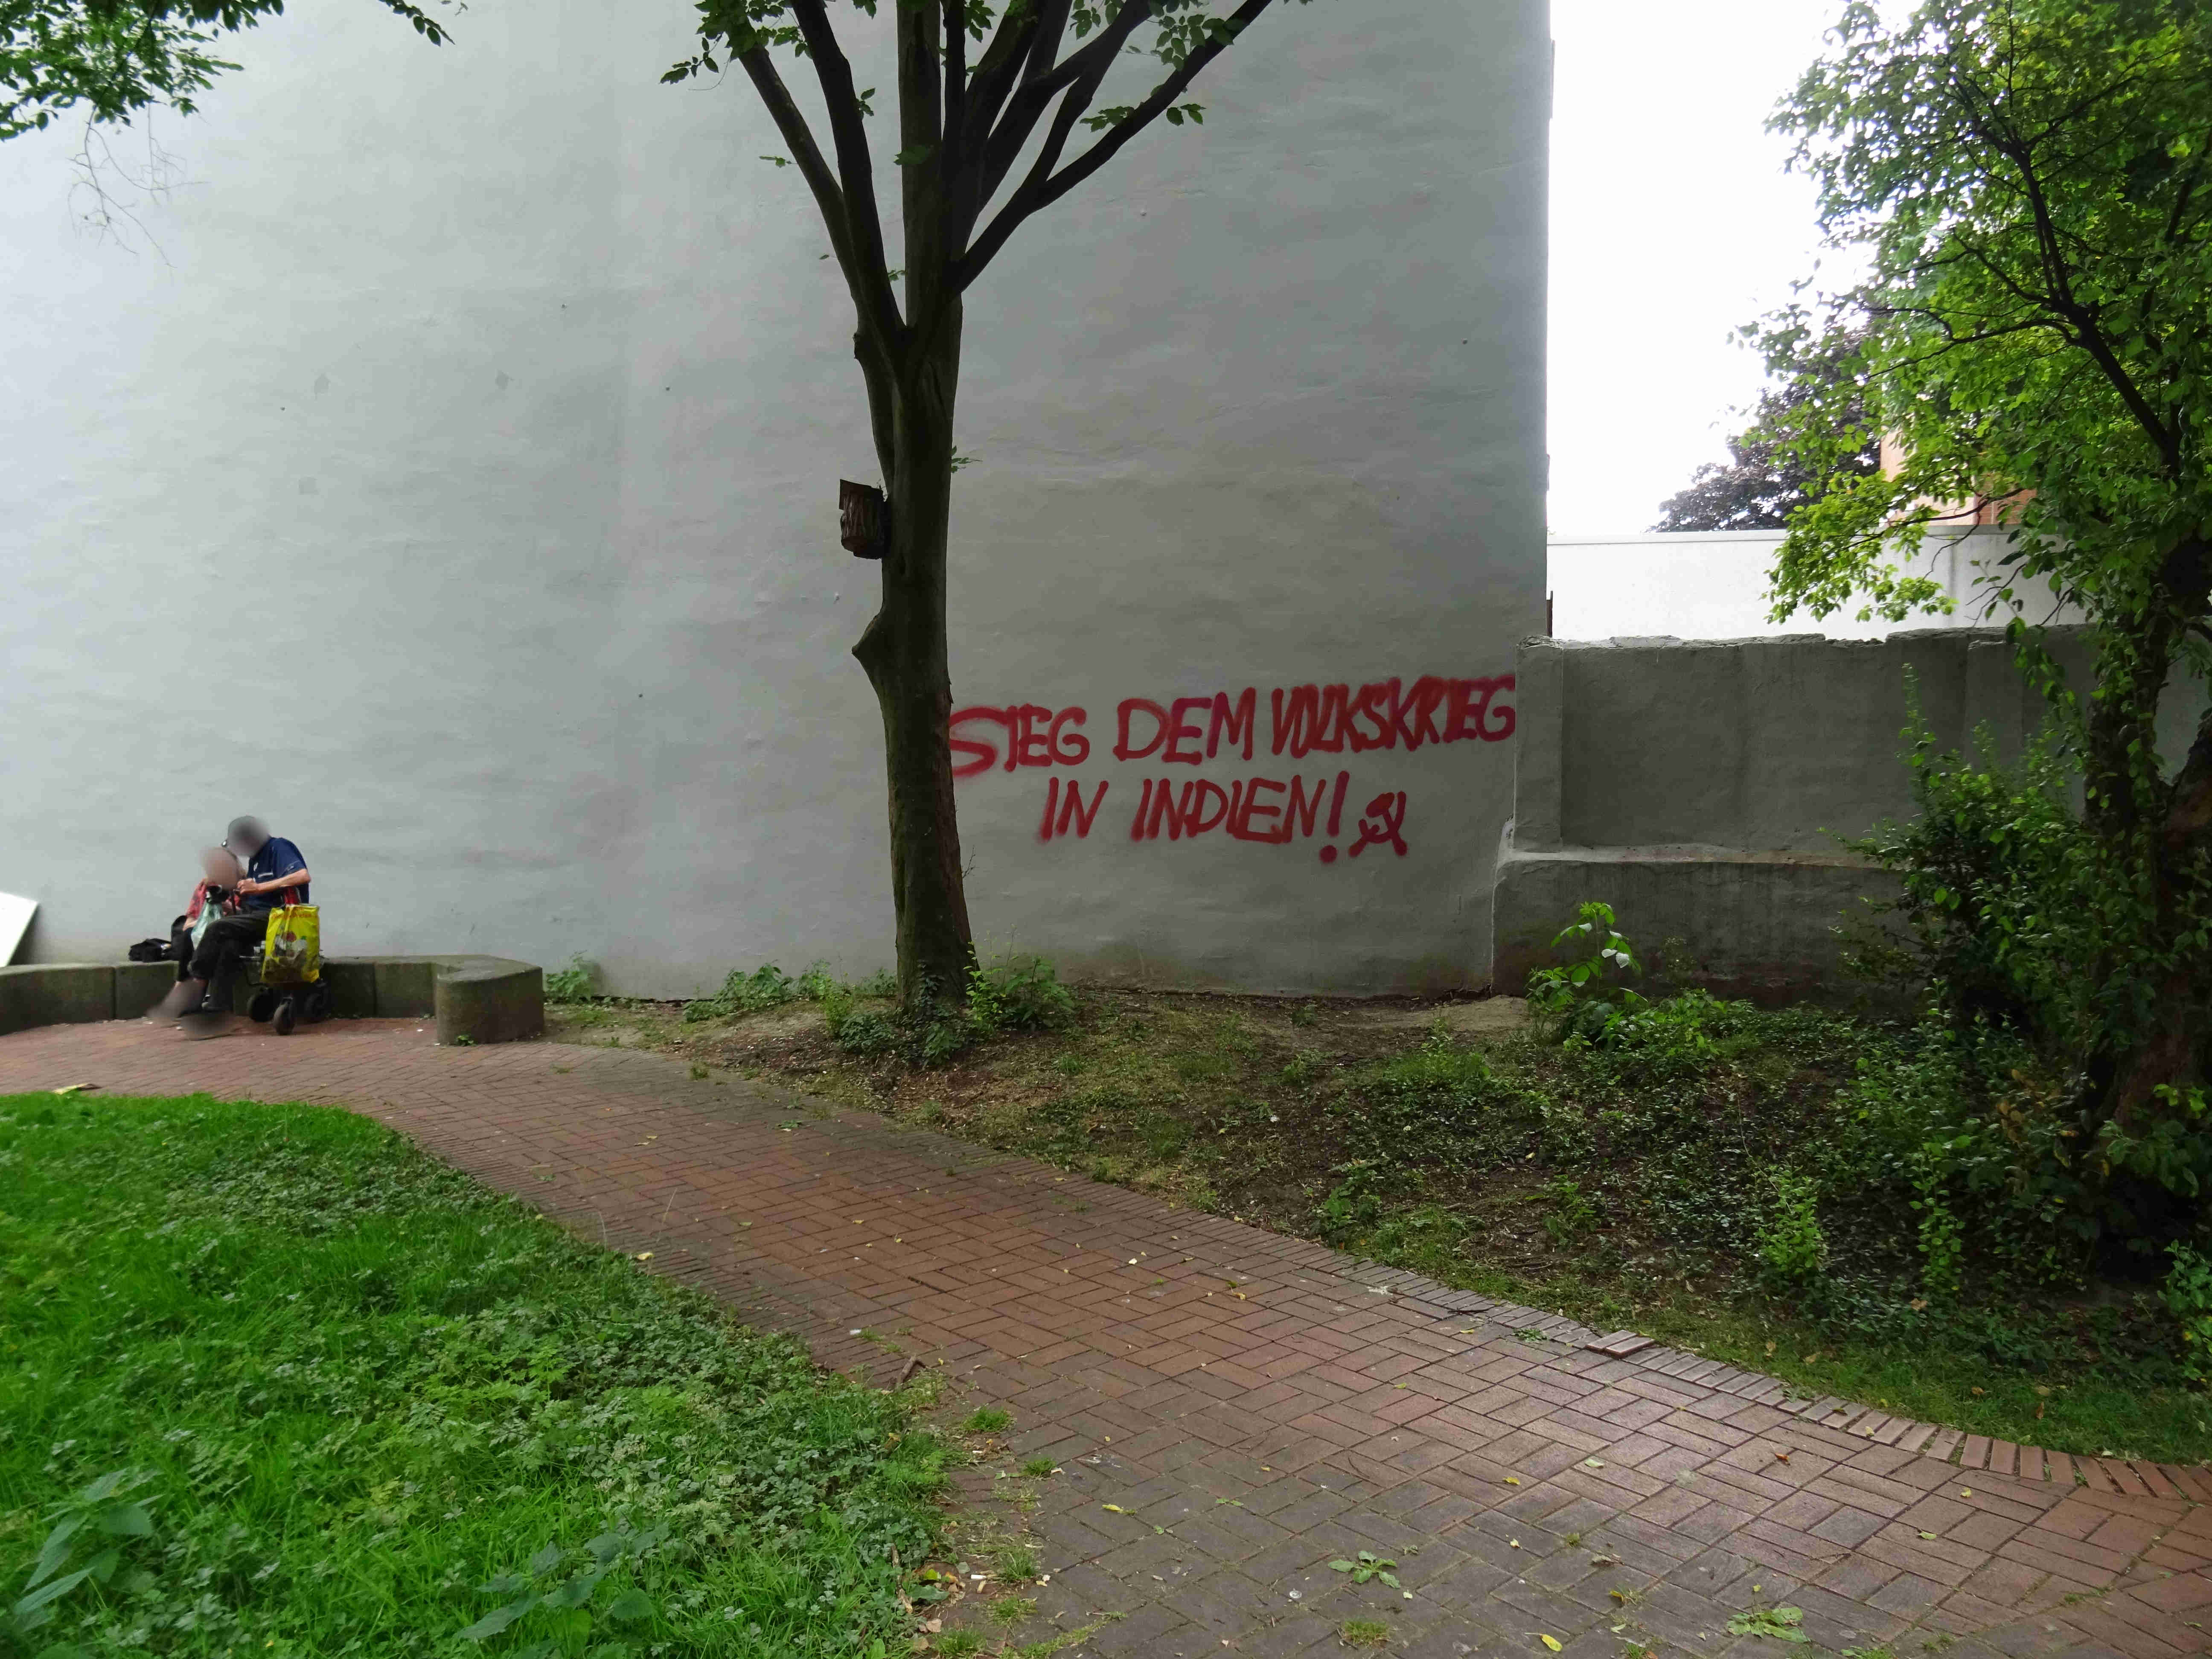 SIEG DEM VOLKSKRIEG
IN INDIEN!